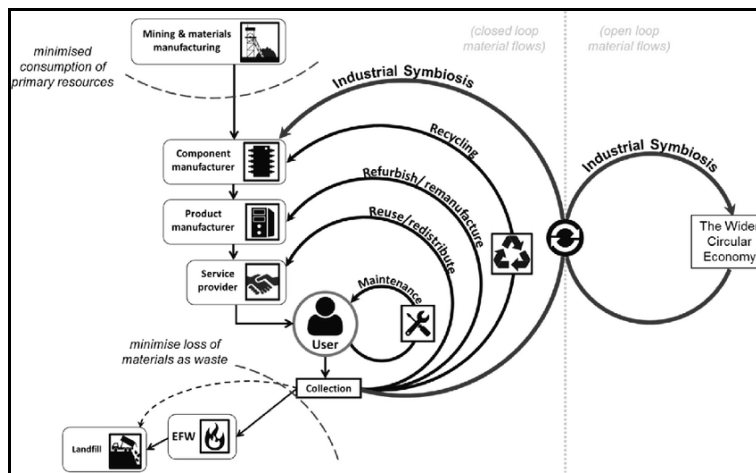 minimised
consumption of
primary resources
Mining & materials
manufacturing
(closed loop
material flows)
(open loop
material flows)
Industrial Symbiosis
Recycling
Component
manufacturer
Refurbish/remanufacture
Industrial Symbiosis
Product
manufacturer
Reuse/redistribute
The Wider
Circular
Economy
Service
provider
Maintenance
User
minimise loss of
materials as waste
Collection
EFW
Landfill